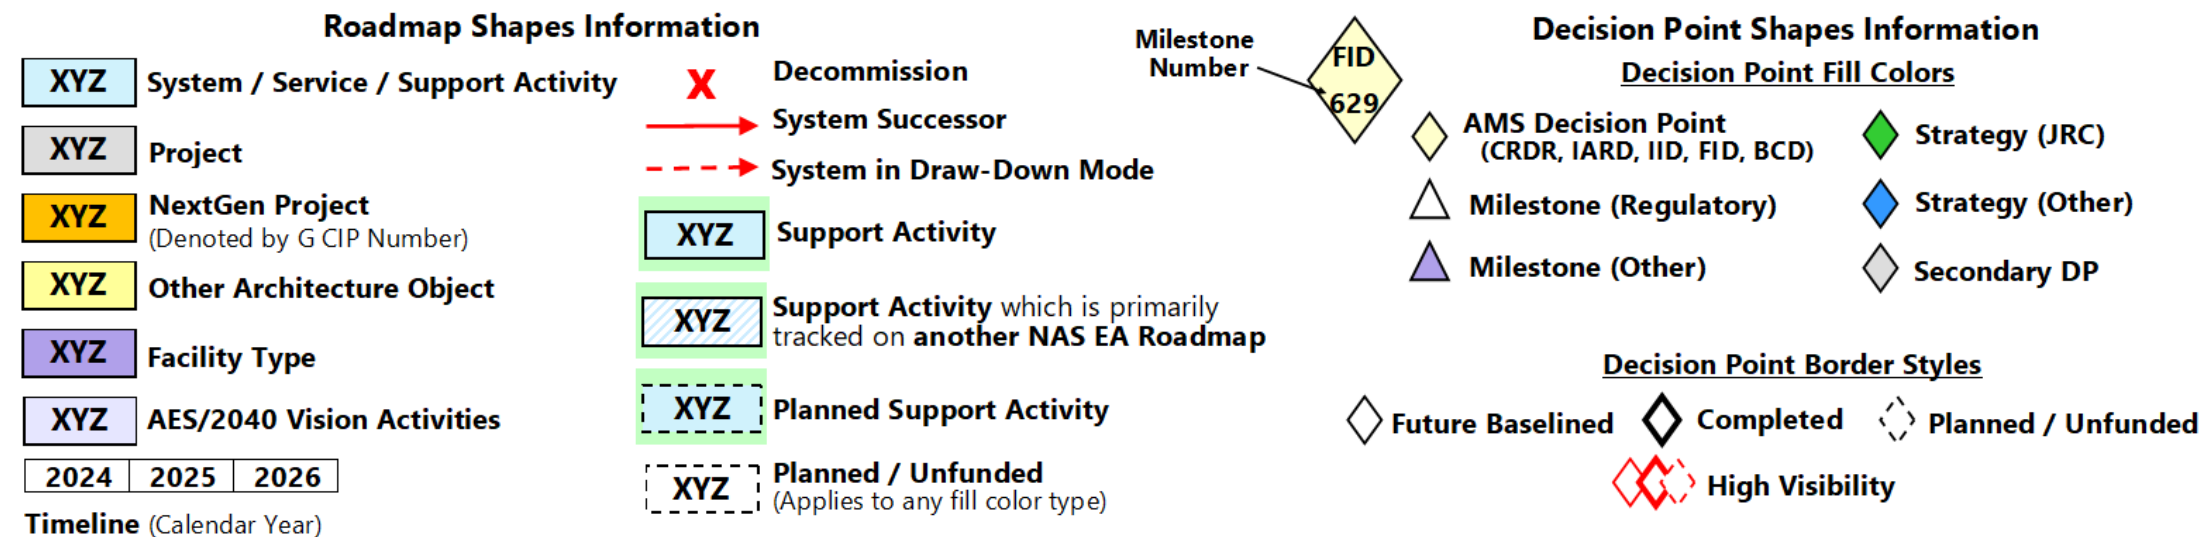 Roadmap Shapes Information
XYZ System / Service / Support Activity
XYZ Project
XYZ NextGen Project
(Denoted by G CIP Number)
XYZ Other Architecture Object
XYZ Facility Type
XYZ AES/2040 Vision Activities
2024 2025 2026
Timeline (Calendar Year)
X Decommission
System Successor
System in Draw-Down Mode
XYZ Support Activity
XYZ Support Activity which is primarily
tracked on another NAS EA Roadmap
XYZ Planned Support Activity
XYZ Planned / Unfunded
(Applies to any fill color type)
Milestone
Number
FID
629
Decision Point Shapes Information
Decision Point Fill Colors
AMS Decision Point
(CRDR, IARD, IID, FID, BCD)
Milestone (Regulatory)
Milestone (Other)
Strategy (JRC)
Strategy (Other)
Secondary DP
Decision Point Border Styles
Future Baselined
Completed
Planned / Unfunded
High Visibility